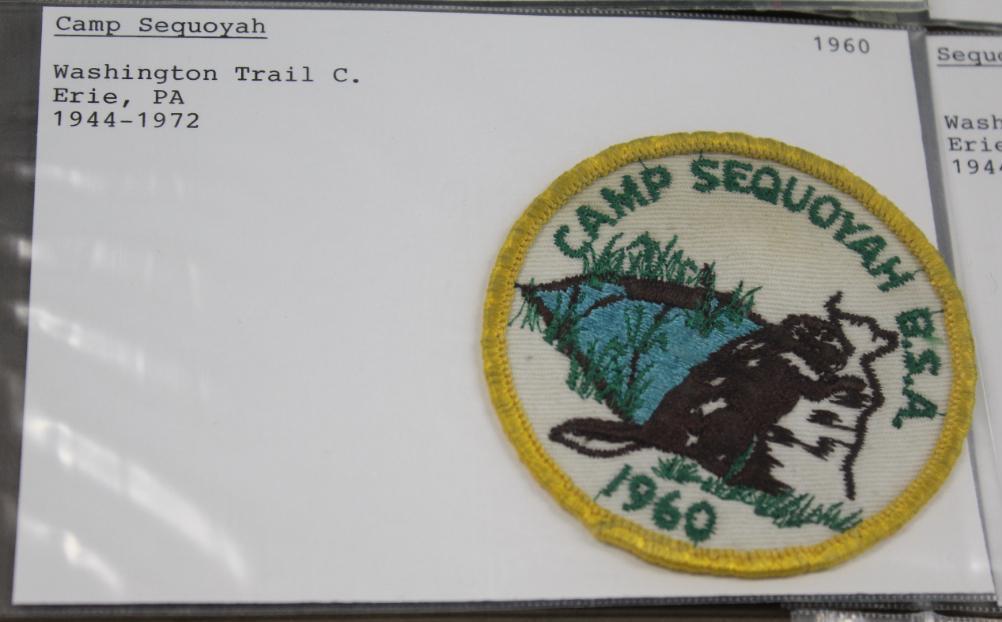 Camp Sequoyah
1960
Washington Trail C.
Erie, PA
1944-1972
CAMP SEQUOYAH B.S.A.
1960